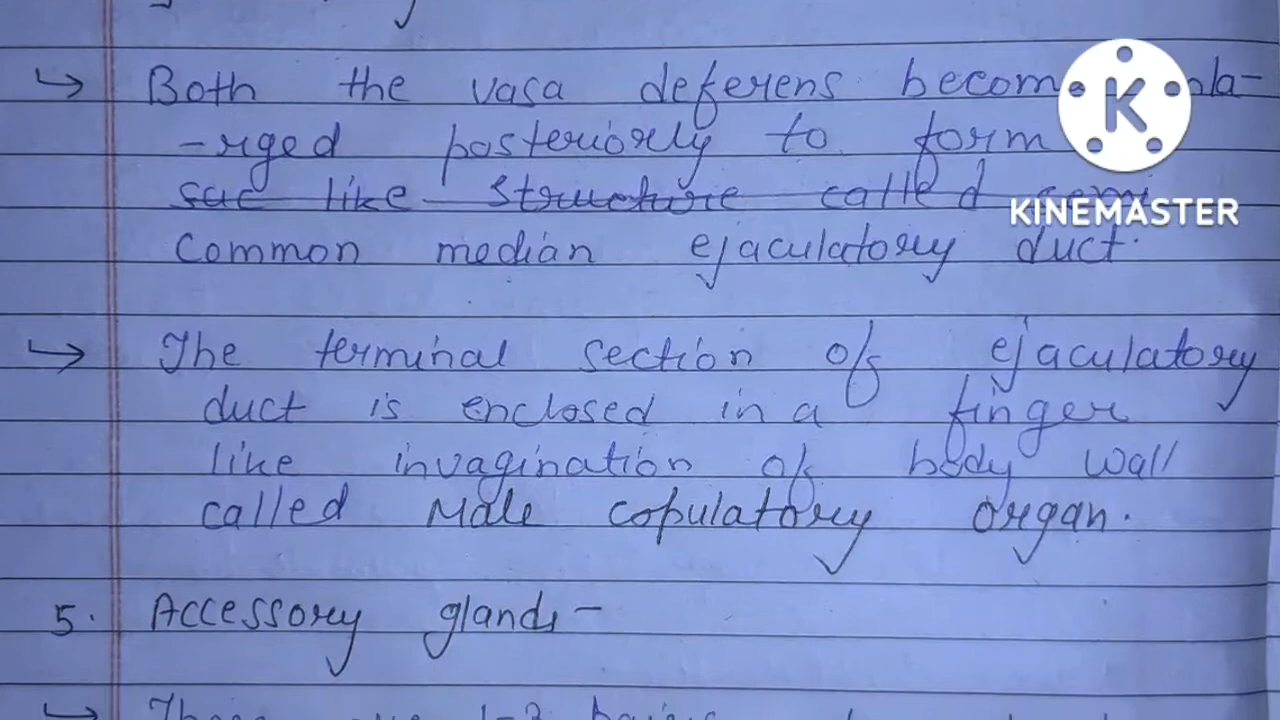 ↳ Both the vasa deferens becom
-rged posteriorly to form
sac like structure called
common median ejaculatory duct.
→ The terminal section of ejaculatory
duct is enclosed in a finger
like invagination of body wall
called Male copulatory organ.
5. Accessory glands -
K
KINEMASTER